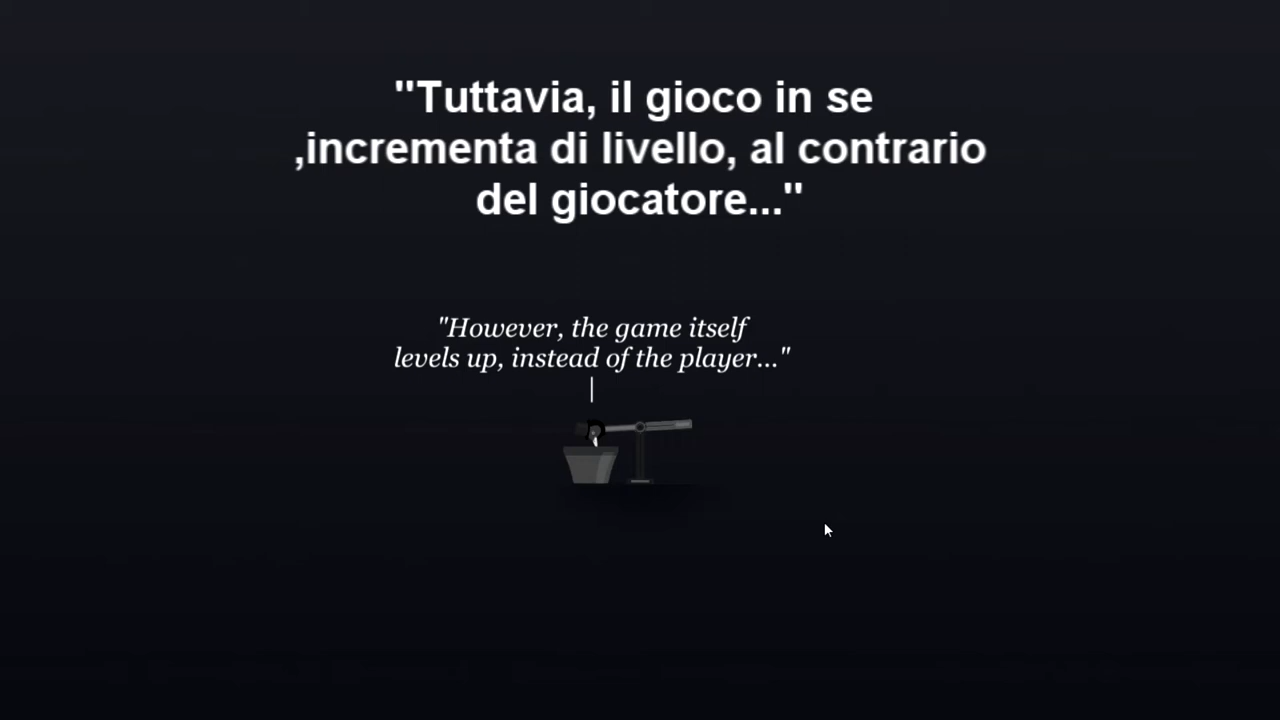 "Tuttavia, il gioco in se
,incrementa di livello, al contrario
del giocatore..."
"However, the game itself
levels up, instead of the player..."